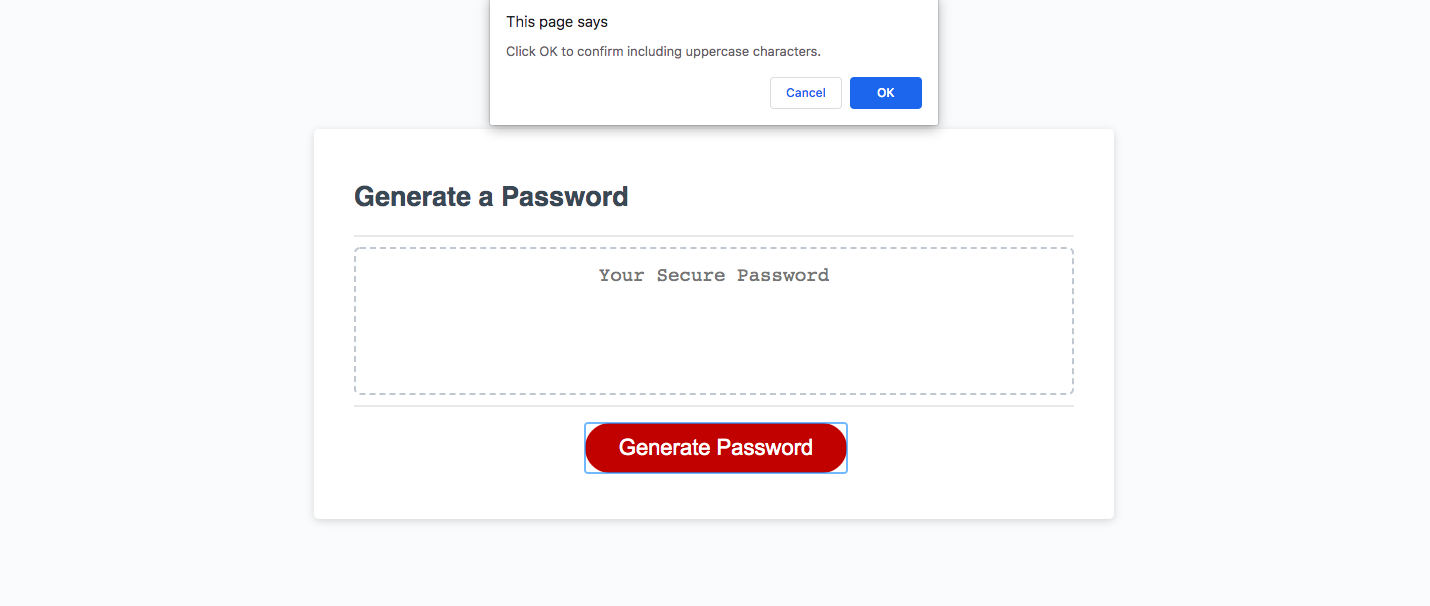 This page says
Click OK to confirm including uppercase characters.
Cancel
OK
Generate a Password
Your Secure Password
Generate Password